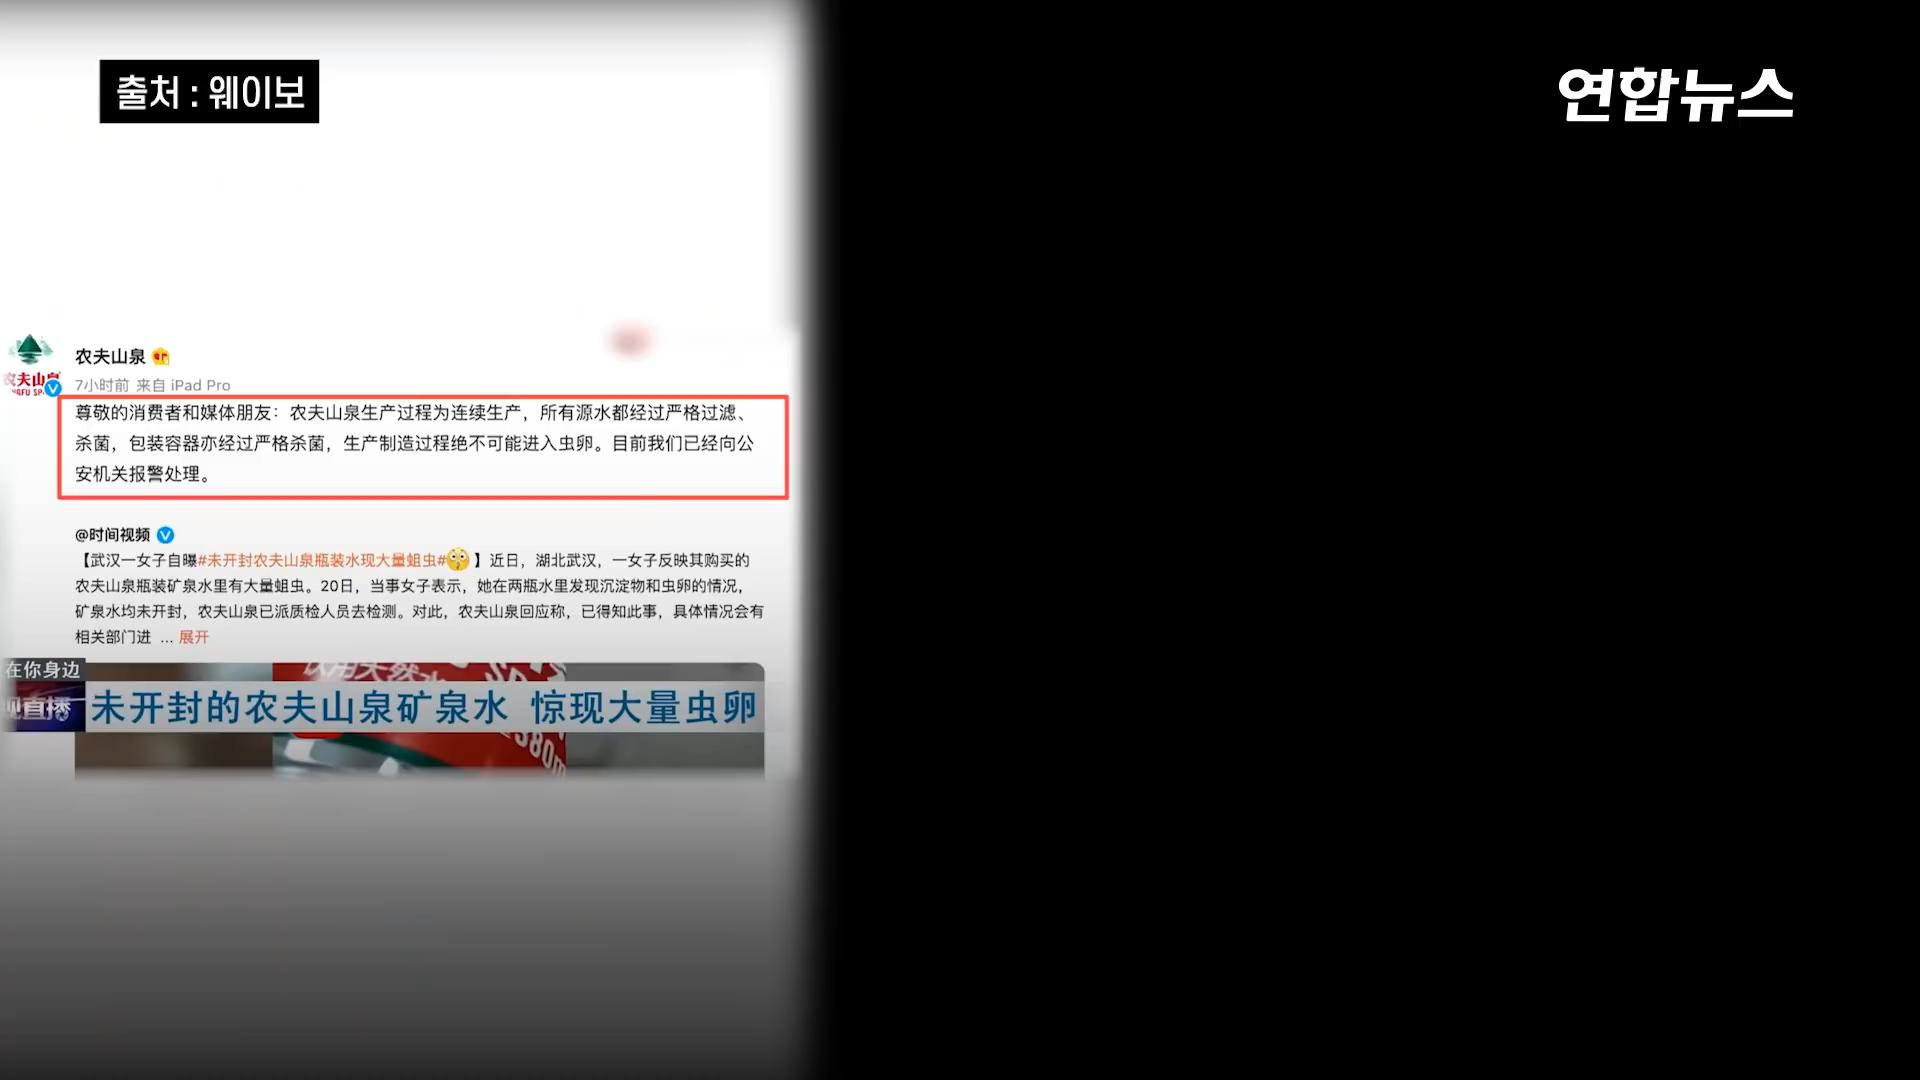 출처 : 웨이보
연합뉴스
农夫山泉
7小时前 来自 iPad Pro
尊敬的消费者和媒体朋友：农夫山泉生产过程为连续生产，所有源水都经过严格过滤、
杀菌，包装容器亦经过严格杀菌，生产制造过程绝不可能进入虫卵。目前我们已经向公
安机关报警处理。
@时间视频
【武汉一女子自曝#未开封农夫山泉瓶装水现大量蛆虫#🤫】近日，湖北武汉，一女子反映其购买的
农夫山泉瓶装矿泉水里有大量蛆虫。20日，当事女子表示，她在两瓶水里发现沉淀物和虫卵的情况，
矿泉水均未开封，农夫山泉已派质检人员去检测。对此，农夫山泉回应称，已得知此事，具体情况会有
相关部门进 ... 展开
在你身边
直播
未开封的农夫山泉矿泉水 惊现大量虫卵
饮用天然水